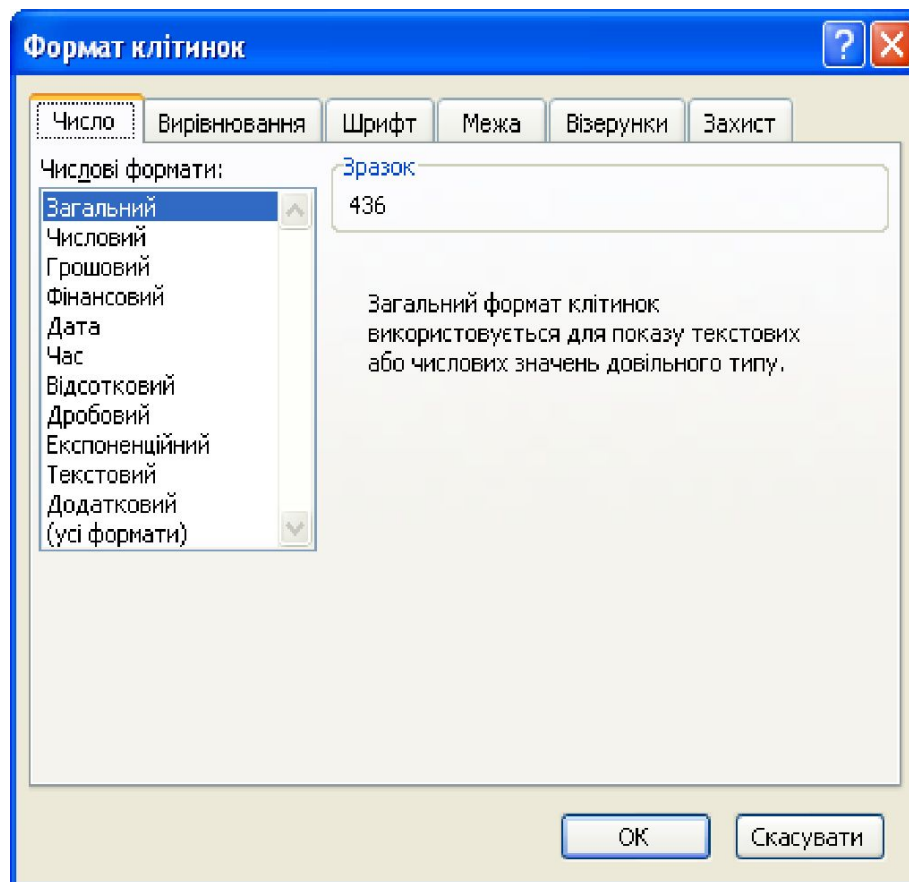 Формат клітинок
?
Число Вирівнювання Шрифт Межа Візерунки Захист
Числові формати:
Зразок
Загальний
436
Числовий
Грошовий
Фінансовий
Дата
Час
Відсотковий
Дробовий
Експоненційний
Текстовий
Додатковий
(усі формати)
Загальний формат клітинок
використовується для показу текстових
або числових значень довільного типу.
ОК Скасувати